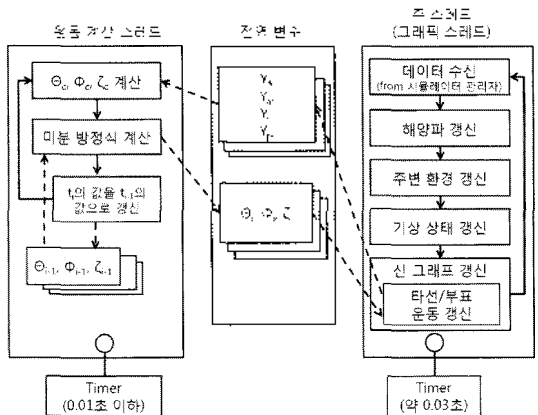 운동 계산 스레드
Θc, Φc, ζc 계산
미분 방정식 계산
ti의 값을 ti-1의
값으로 갱신
Θi-1, Φi-1, ζi-1
Timer
(0.01초 이하)
전역 변수
Θi, Φi, ζi
주 스레드
(그래픽 스레드)
데이터 수신
(from 시뮬레이터 관리자)
해양파 갱신
주변 환경 갱신
기상 상태 갱신
신 그래프 갱신
타선/부표
운동 갱신
Timer
(약 0.03초)